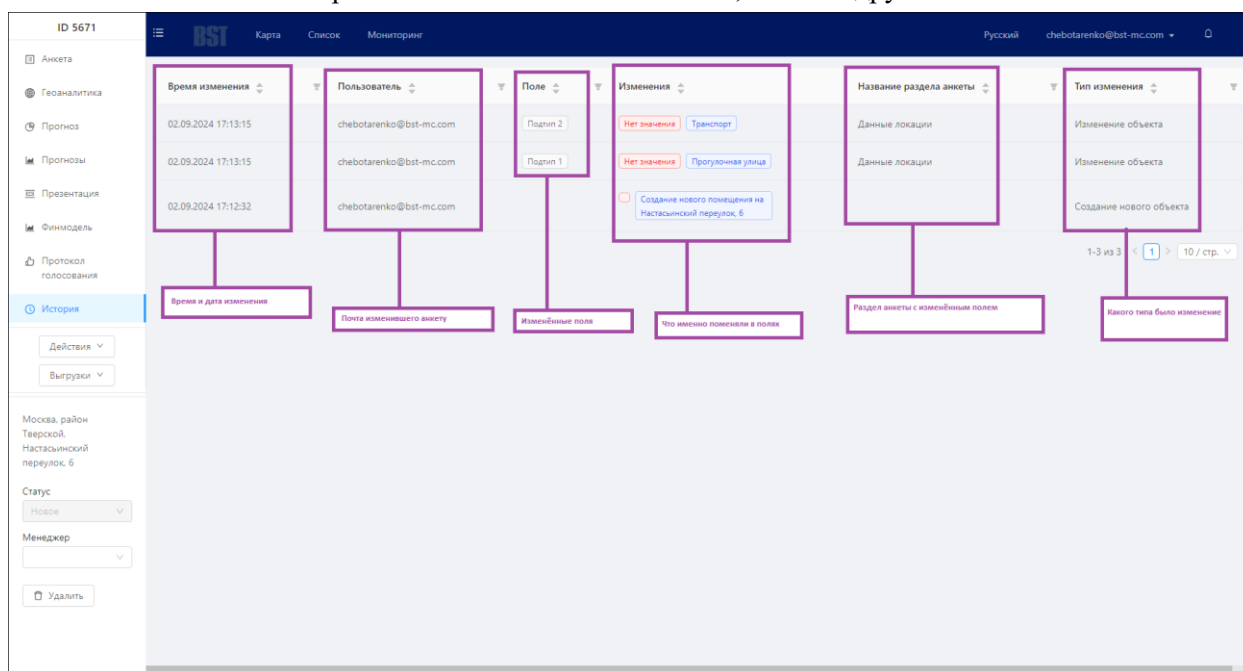 ID 5671
BST
Карта
Список
Мониторинг
Русский
chebotarenko@bst-mc.com
Анкета
Геоаналитика
Прогноз
Прогнозы
Презентация
Финмодель
Протокол
голосования
История
Действия
Выгрузки
Москва, район
Тверской,
Настасьинский
переулок, 6
Статус
Новое
Менеджер
Удалить
Время изменения
Пользователь
Поле
Изменения
Название раздела анкеты
Тип изменения
02.09.2024 17:13:15
chebotarenko@bst-mc.com
Подтип 2
Нет значения
Транспорт
Данные локации
Изменение объекта
02.09.2024 17:13:15
chebotarenko@bst-mc.com
Подтип 1
Нет значения
Прогулочная улица
Данные локации
Изменение объекта
02.09.2024 17:12:32
chebotarenko@bst-mc.com
Создание нового помещения на
Настасьинский переулок, 6
Создание нового объекта
1-3 из 3
<
1
>
10 / стр.
Время и дата изменения
Почта изменившего анкету
Изменённые поля
Что именно поменяли в полях
Раздел анкеты с изменённым полем
Какого типа было изменение